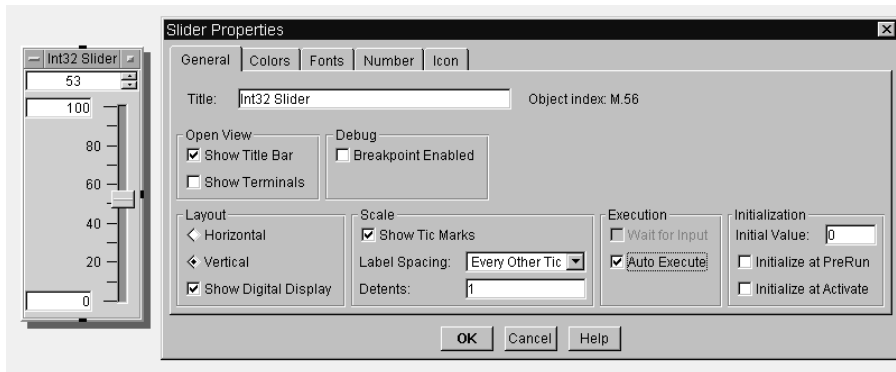 Int32 Slider
53
100
80
60
40
20
0
Slider Properties
General Colors Fonts Number Icon
Title: Int32 Slider Object index: M.56
Open View
Show Title Bar
Show Terminals
Debug
Breakpoint Enabled
Layout
Horizontal
Vertical
Show Digital Display
Scale
Show Tic Marks
Label Spacing: Every Other Tic
Detents: 1
Execution
Wait for Input
Auto Execute
Initialization
Initial Value: 0
Initialize at PreRun
Initialize at Activate
OK Cancel Help